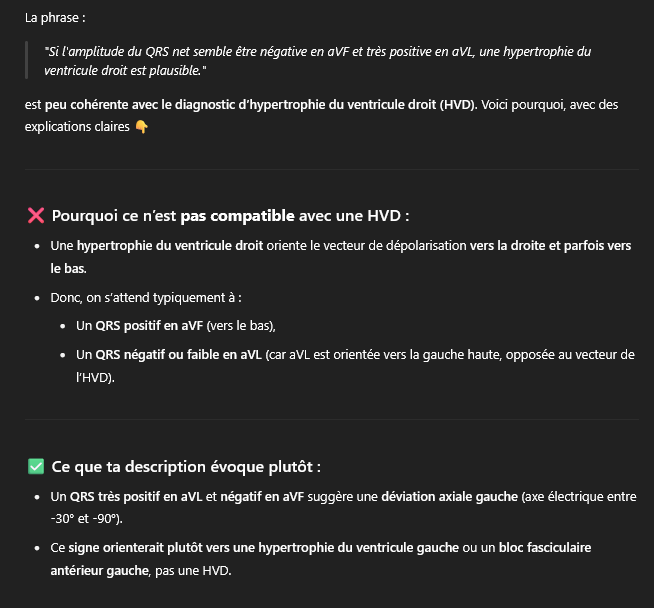 La phrase :
"Si l'amplitude du QRS net semble être négative en aVF et très positive en aVL, une hypertrophie du
ventricule droit est plausible."
est peu cohérente avec le diagnostic d'hypertrophie du ventricule droit (HVD). Voici pourquoi, avec des
explications claires 👇
❌ Pourquoi ce n'est pas compatible avec une HVD :
• Une hypertrophie du ventricule droit oriente le vecteur de dépolarisation vers la droite et parfois vers
le bas.
• Donc, on s'attend typiquement à :
• Un QRS positif en aVF (vers le bas),
• Un QRS négatif ou faible en aVL (car aVL est orientée vers la gauche haute, opposée au vecteur de
l'HVD).
✅ Ce que ta description évoque plutôt :
• Un QRS très positif en aVL et négatif en aVF suggère une déviation axiale gauche (axe électrique entre
-30° et -90°).
• Ce signe orienterait plutôt vers une hypertrophie du ventricule gauche ou un bloc fasciculaire
antérieur gauche, pas une HVD.